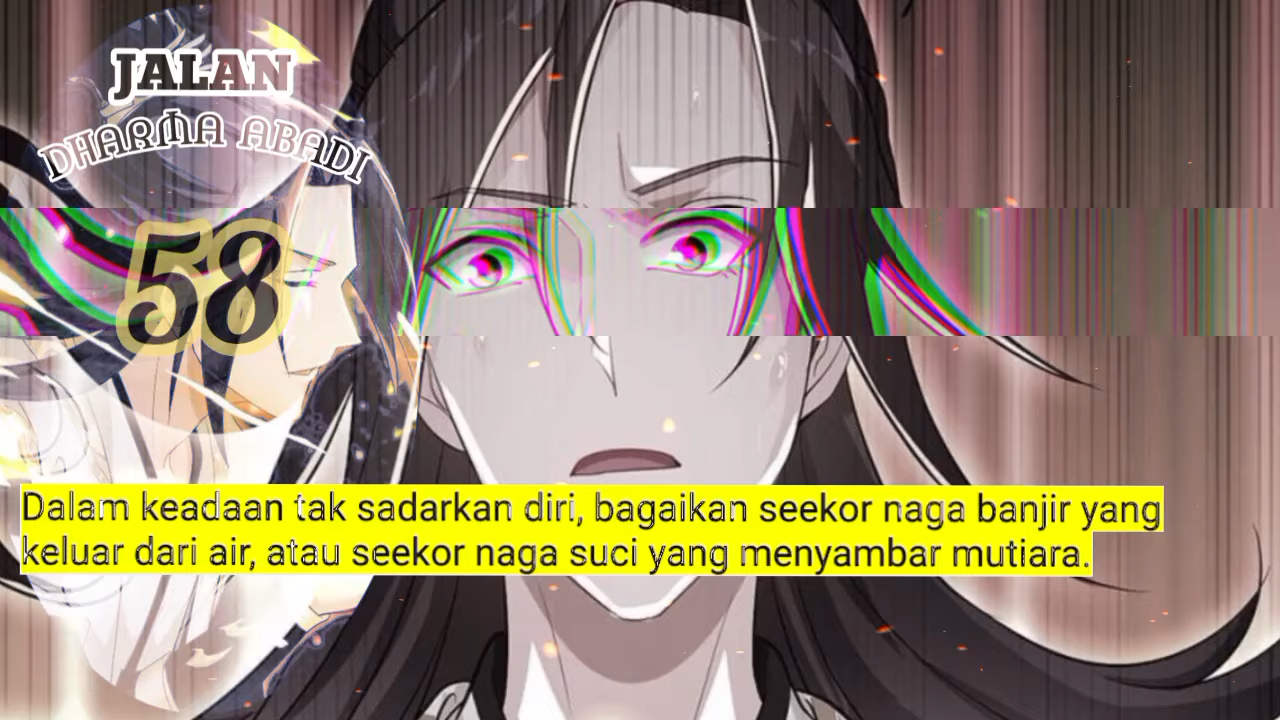 JALAN
DHARMA ABADI
58
Dalam keadaan tak sadarkan diri, bagaikan seekor naga banjir yang
keluar dari air, atau seekor naga suci yang menyambar mutiara.